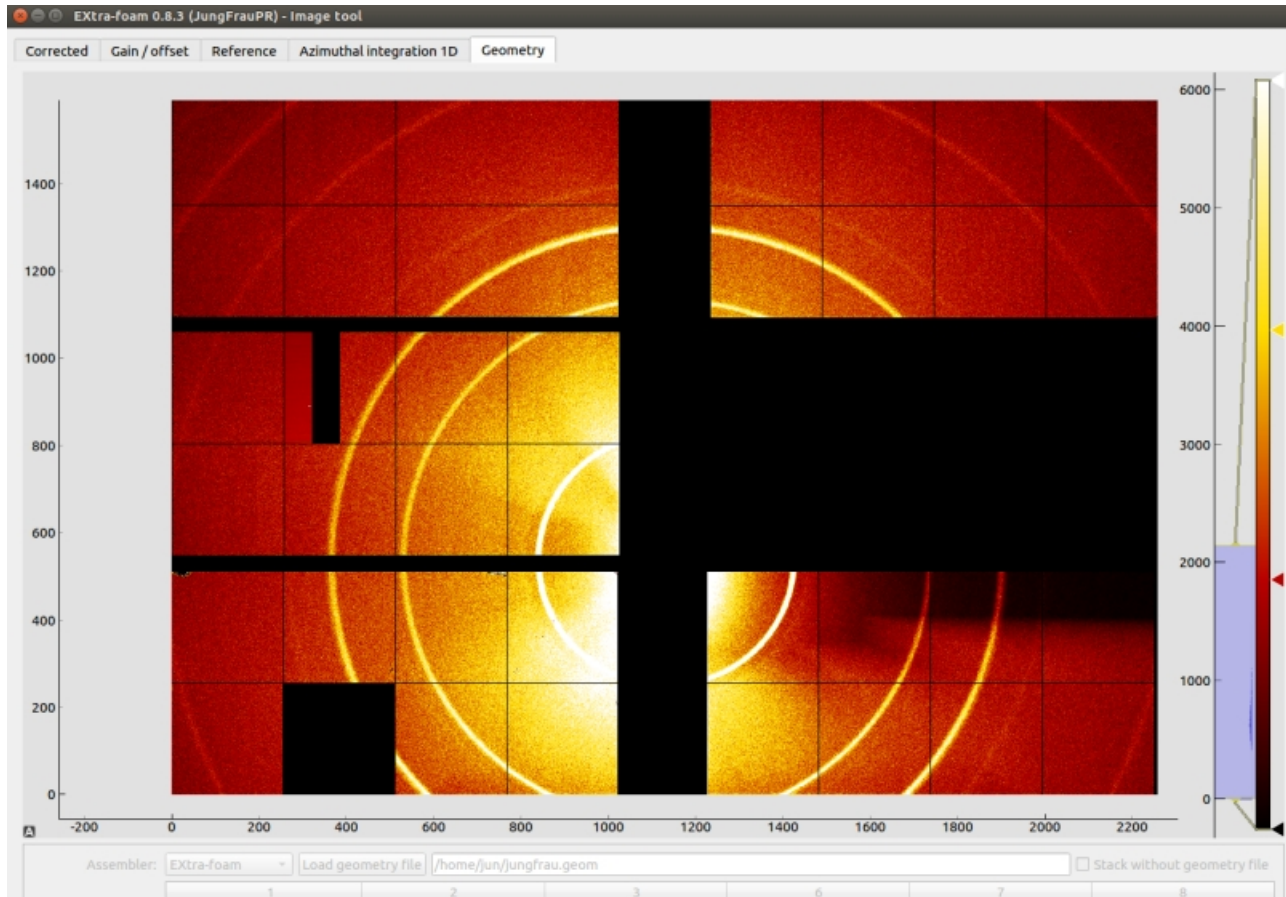 EXtra-foam 0.8.3 (JungFrauPR) - Image tool
Corrected Gain / offset Reference Azimuthal integration 1D Geometry
6000
1400
5000
1200
4000
1000
800
3000
600
2000
400
1000
200
0
0
-200 0 200 400 600 800 1000 1200 1400 1600 1800 2000 2200
A
Assembler: EXtra-foam Load geometry file /home/jun/jungfrau.geom Stack without geometry file
1 2 3 6 7 8